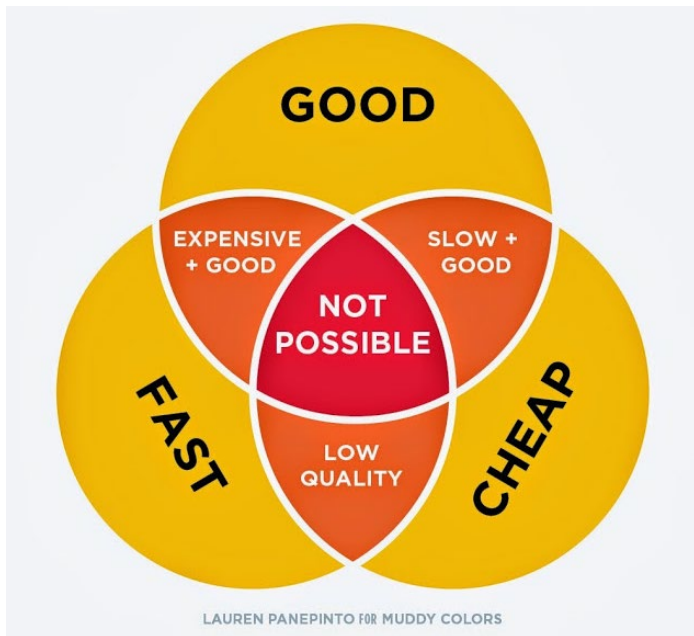 GOOD
EXPENSIVE
+ GOOD
SLOW +
GOOD
NOT
POSSIBLE
FAST
CHEAP
LOW
QUALITY
LAUREN PANEPINTO FOR MUDDY COLORS